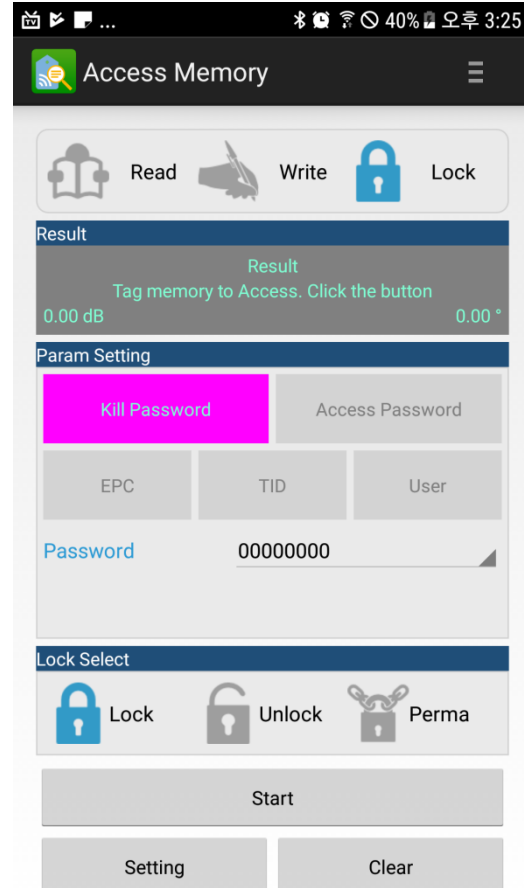 ... 40% 오후 3:25
Access Memory
Read Write Lock
Result
Result
Tag memory to Access. Click the button
0.00 dB 0.00 °
Param Setting
Kill Password Access Password
EPC TID User
Password 00000000
Lock Select
Lock Unlock Perma
Start
Setting Clear